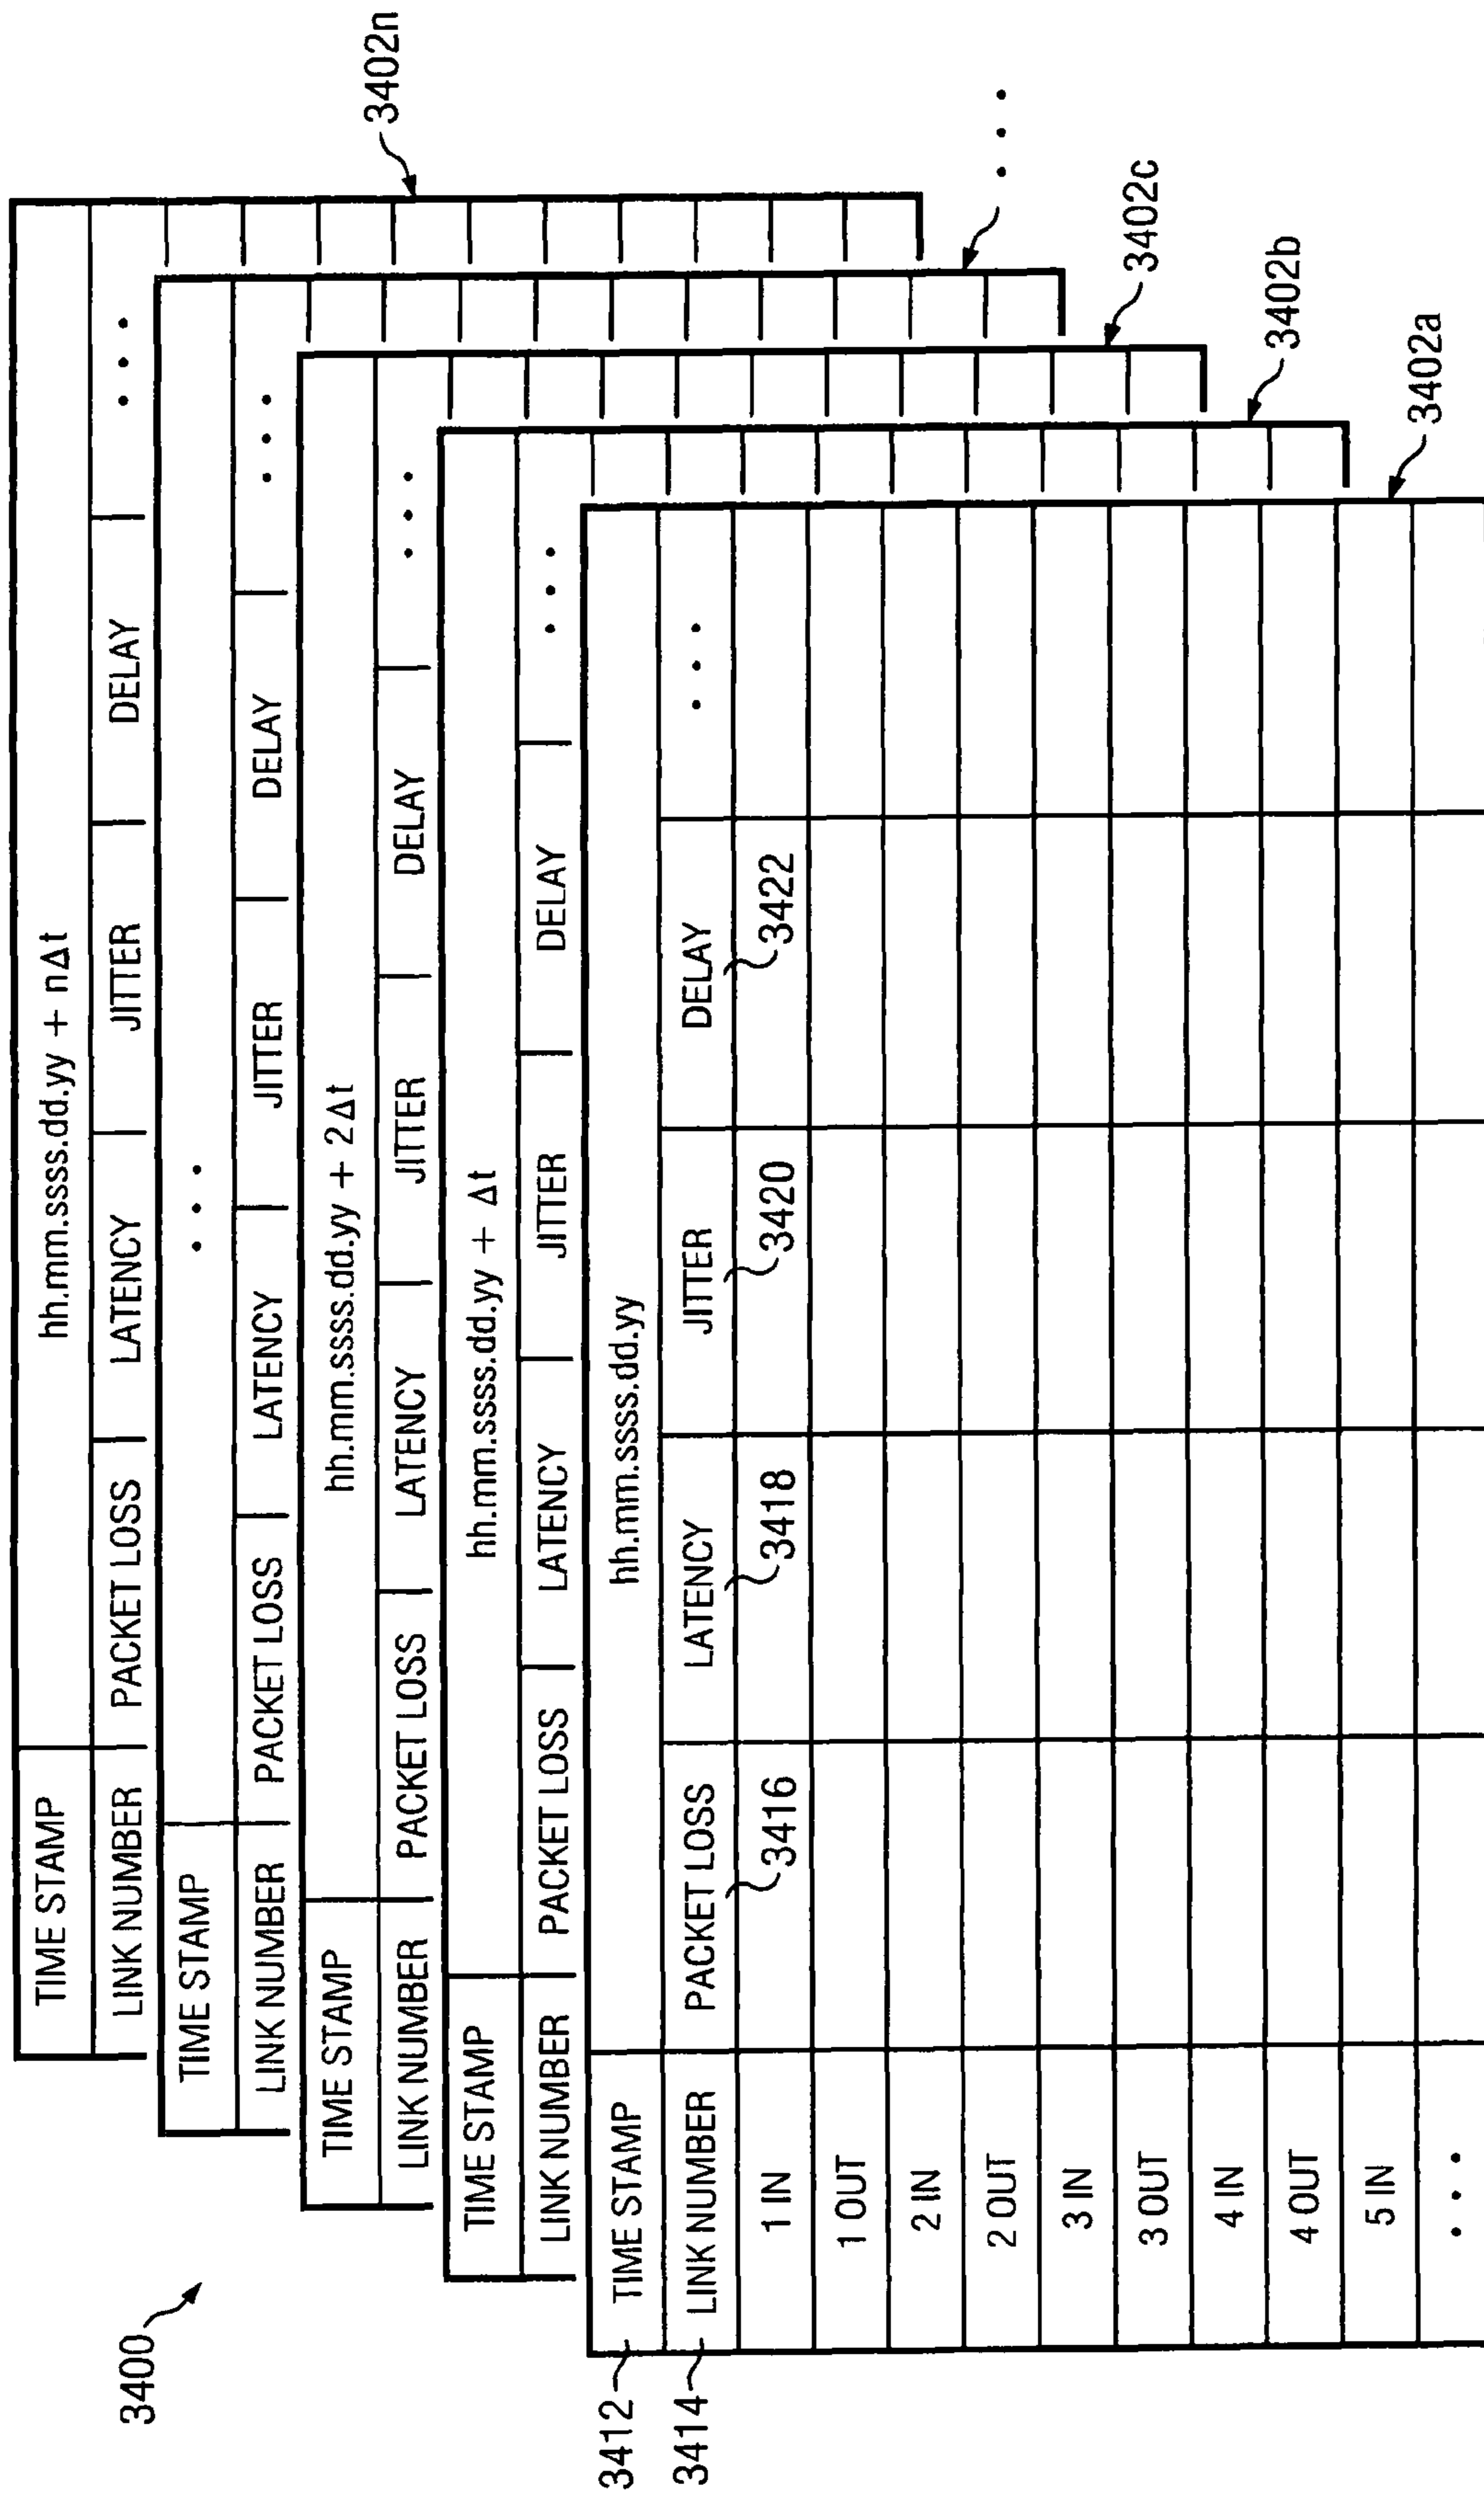 3400
3402n
TIME STAMP hh.mm.ssss.dd.yy + nΔt
LINK NUMBER PACKET LOSS LATENCY JITTER DELAY • • •
TIME STAMP • • •
LINK NUMBER PACKET LOSS LATENCY JITTER DELAY • • •
• • •
TIME STAMP hh.mm.ssss.dd.yy + 2Δt
LINK NUMBER PACKET LOSS LATENCY JITTER DELAY • • •
3402c
TIME STAMP hh.mm.ssss.dd.yy + Δt
LINK NUMBER PACKET LOSS LATENCY JITTER DELAY • • •
3402b
3412 TIME STAMP hh.mm.ssss.dd.yy
3414 LINK NUMBER PACKET LOSS LATENCY JITTER DELAY • • •
1 IN 3416 3418 3420 3422
1 OUT
2 IN
2 OUT
3 IN
3 OUT
4 IN
4 OUT
5 IN
3402a
• • •